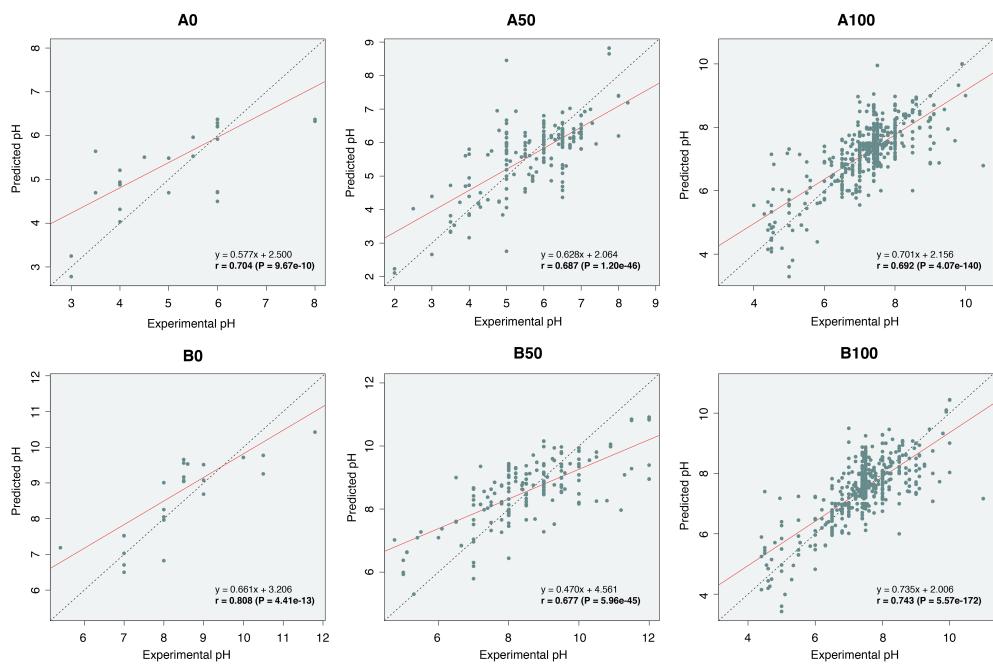 A0
A50
A100
8
7
6
5
4
3
Predicted pH
3
4
5
6
7
8
Experimental pH
y = 0.577x + 2.500
r = 0.704 (P = 9.67e-10)
9
8
7
6
5
4
3
2
Predicted pH
2
3
4
5
6
7
8
9
Experimental pH
y = 0.628x + 2.064
r = 0.687 (P = 1.20e-46)
10
8
6
4
Predicted pH
4
6
8
10
Experimental pH
y = 0.701x + 2.156
r = 0.692 (P = 4.07e-140)
B0
B50
B100
12
11
10
9
8
7
6
Predicted pH
6
7
8
9
10
11
12
Experimental pH
y = 0.661x + 3.206
r = 0.808 (P = 4.41e-13)
12
10
8
6
Predicted pH
6
8
10
12
Experimental pH
y = 0.470x + 4.561
r = 0.677 (P = 5.96e-45)
10
8
6
4
Predicted pH
4
6
8
10
Experimental pH
y = 0.735x + 2.006
r = 0.743 (P = 5.57e-172)